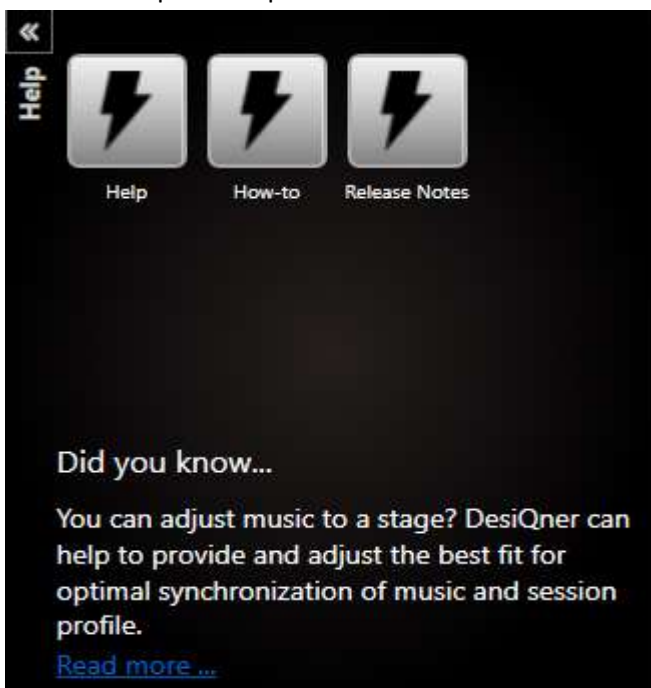 «
Help
Help How-to Release Notes
Did you know...
You can adjust music to a stage? DesiQner can
help to provide and adjust the best fit for
optimal synchronization of music and session
profile.
Read more ...